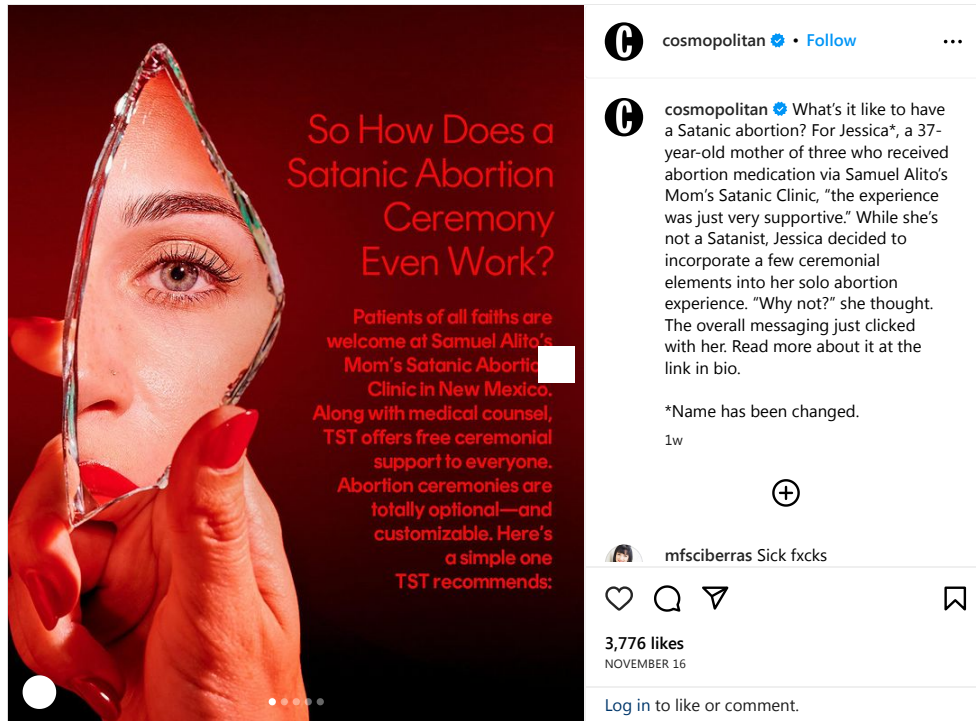 So How Does a
Satanic Abortion
Ceremony
Even Work?
Patients of all faiths are
welcome at Samuel Alito's
Mom's Satanic
Clinic in New Mexico.
Along with medical counsel,
TST offers free ceremonial
support to everyone.
Abortion ceremonies are
totally optional—and
customizable. Here's
a simple one
TST recommends:
cosmopolitan • Follow
cosmopolitan What's it like to have
a Satanic abortion? For Jessica*, a 37-
year-old mother of three who received
abortion medication via Samuel Alito's
Mom's Satanic Clinic, “the experience
was just very supportive.” While she's
not a Satanist, Jessica decided to
incorporate a few ceremonial
elements into her solo abortion
experience. “Why not?” she thought.
The overall messaging just clicked
with her. Read more about it at the
link in bio.
*Name has been changed.
1w
mfsciberras Sick fxcks
3,776 likes
NOVEMBER 16
Log in to like or comment.